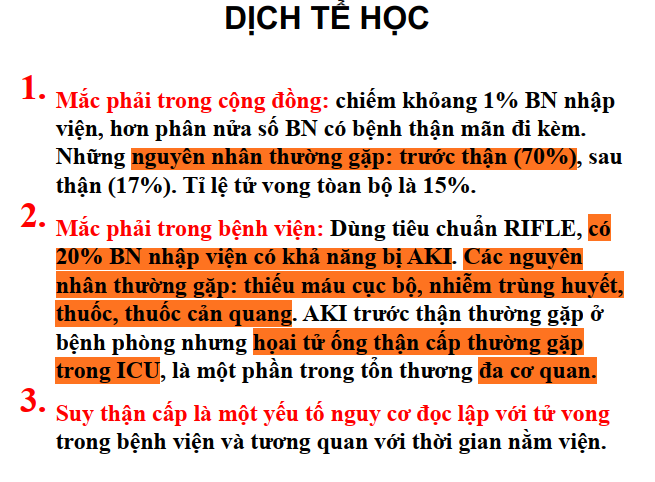 DỊCH TỄ HỌC
1. Mắc phải trong cộng đồng: chiếm khỏang 1% BN nhập
viện, hơn phân nửa số BN có bệnh thận mãn đi kèm.
Những nguyên nhân thường gặp: trước thận (70%), sau
thận (17%). Tỉ lệ tử vong tòan bộ là 15%.
2. Mắc phải trong bệnh viện: Dùng tiêu chuẩn RIFLE, có
20% BN nhập viện có khả năng bị AKI. Các nguyên
nhân thường gặp: thiếu máu cục bộ, nhiễm trùng huyết,
thuốc, thuốc cản quang. AKI trước thận thường gặp ở
bệnh phòng nhưng họai tử ống thận cấp thường gặp
trong ICU, là một phần trong tổn thương đa cơ quan.
3. Suy thận cấp là một yếu tố nguy cơ đọc lập với tử vong
trong bệnh viện và tương quan với thời gian nằm viện.